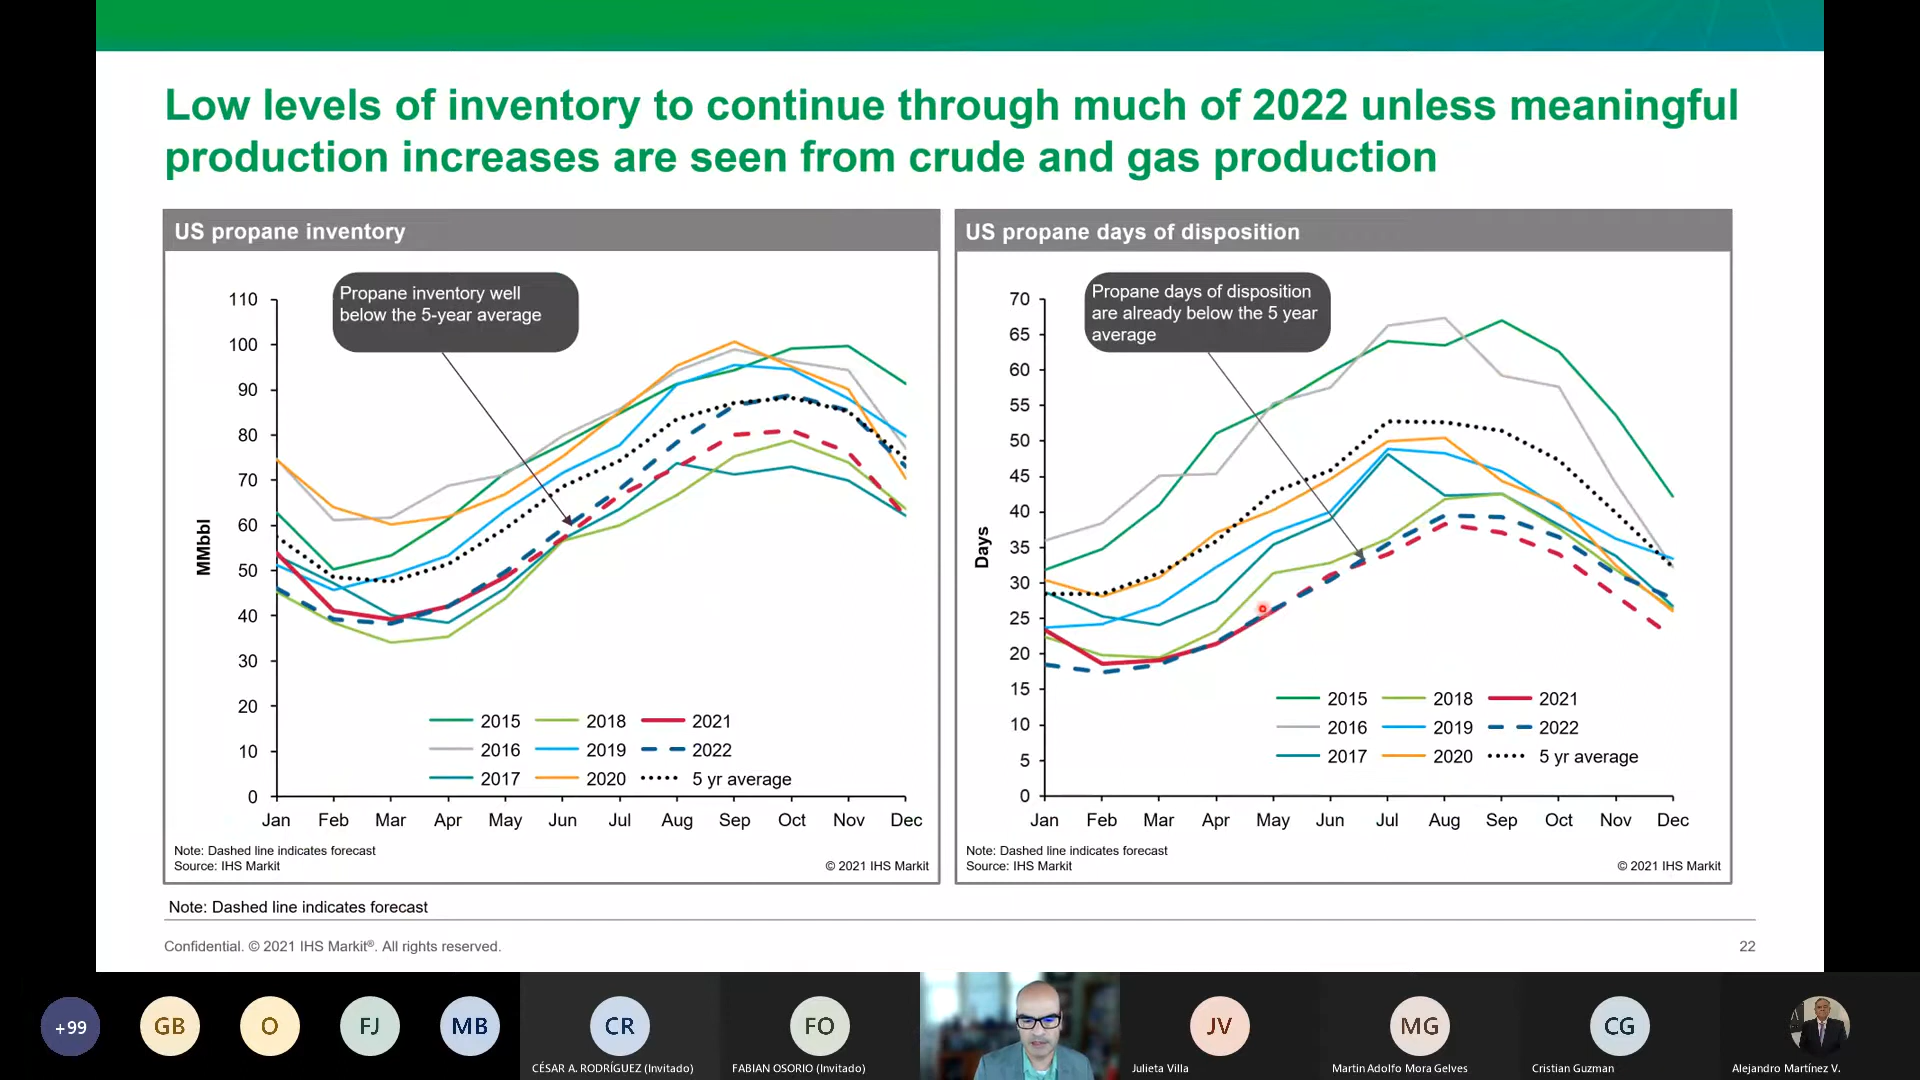 Low levels of inventory to continue through much of 2022 unless meaningful
production increases are seen from crude and gas production
US propane inventory
Propane inventory well
below the 5-year average
MMbbl
110
100
90
80
70
60
50
40
30
20
10
0
Jan Feb Mar Apr May Jun Jul Aug Sep Oct Nov Dec
2015 2018 2021
2016 2019 2022
2017 2020 5 yr average
Note: Dashed line indicates forecast
Source: IHS Markit
© 2021 IHS Markit
US propane days of disposition
Propane days of disposition
are already below the 5 year
average
Days
70
65
60
55
50
45
40
35
30
25
20
15
10
5
0
Jan Feb Mar Apr May Jun Jul Aug Sep Oct Nov Dec
2015 2018 2021
2016 2019 2022
2017 2020 5 yr average
Note: Dashed line indicates forecast
Source: IHS Markit
© 2021 IHS Markit
Note: Dashed line indicates forecast
Confidential. © 2021 IHS Markit®. All rights reserved.
22
+99 GB O FJ MB CR FO JV MG CG
CÉSAR A. RODRÍGUEZ (Invitado) FABIAN OSORIO (Invitado) Julieta Villa Martin Adolfo Mora Gelves Cristian Guzman Alejandro Martínez V.